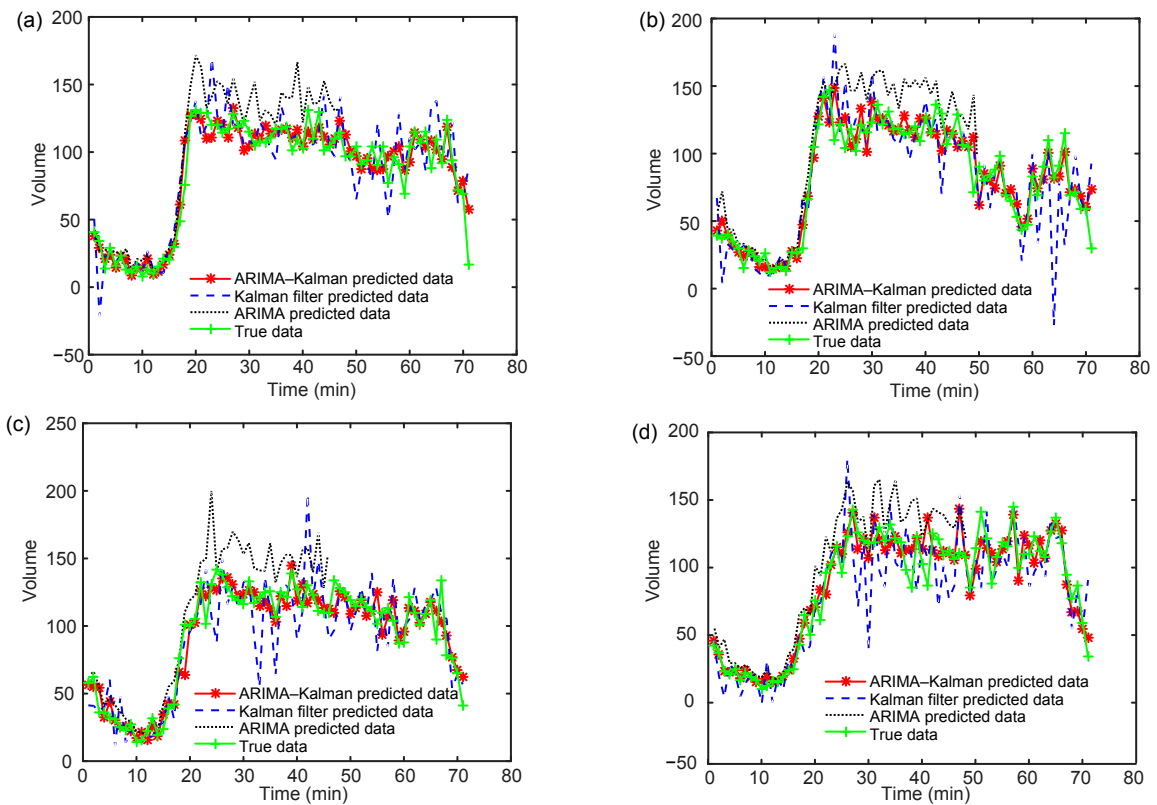 (a)
200
150
100
50
0
−50
Volume
0 10 20 30 40 50 60 70 80
Time (min)
ARIMA–Kalman predicted data
Kalman filter predicted data
ARIMA predicted data
True data
(b)
200
150
100
50
0
−50
Volume
0 10 20 30 40 50 60 70 80
Time (min)
ARIMA–Kalman predicted data
Kalman filter predicted data
ARIMA predicted data
True data
(c)
250
200
150
100
50
0
Volume
0 10 20 30 40 50 60 70 80
Time (min)
ARIMA–Kalman predicted data
Kalman filter predicted data
ARIMA predicted data
True data
(d)
200
150
100
50
0
−50
Volume
0 10 20 30 40 50 60 70 80
Time (min)
ARIMA–Kalman predicted data
Kalman filter predicted data
ARIMA predicted data
True data